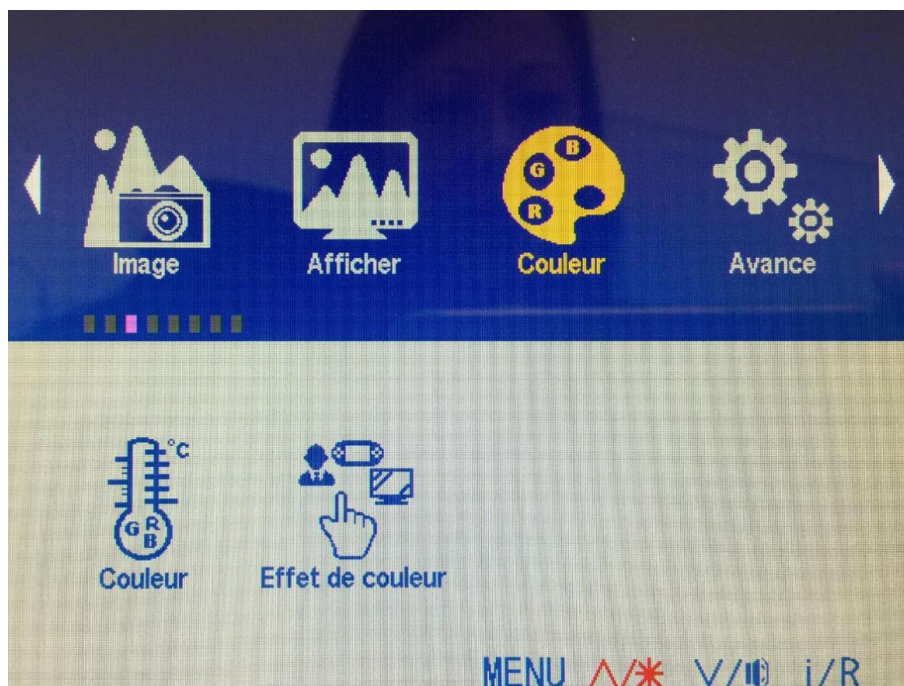 B
G
R
Image Afficher Couleur Avance
°C
G R
B
Couleur Effet de couleur
MENU ∧/✳ ∨/🔊 i/R